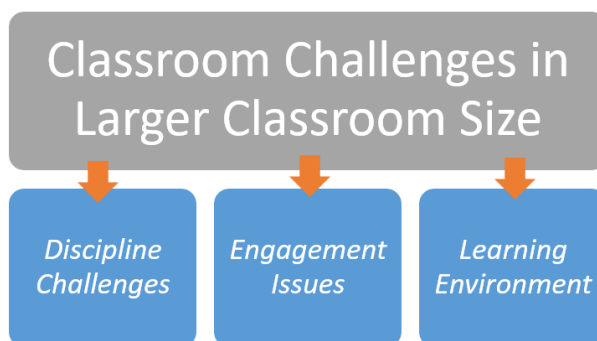 Classroom Challenges in
Larger Classroom Size
Discipline
Challenges
Engagement
Issues
Learning
Environment